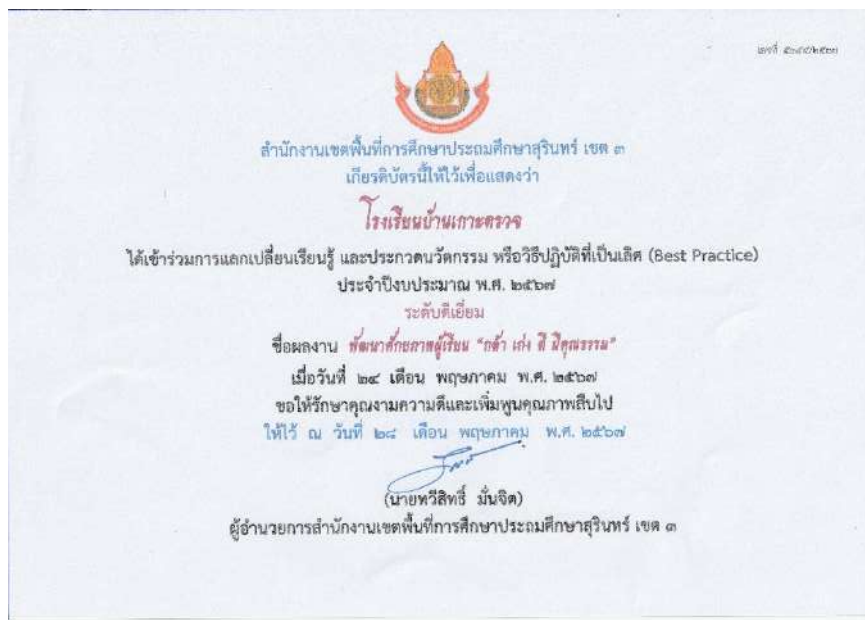 เลขที่
สำนักงานเขตพื้นที่การศึกษาประถมศึกษาสุรินทร์ เขต ๓
เกียรติบัตรนี้ให้ไว้เพื่อแสดงว่า
โรงเรียนบ้านเกาะตรวจ
ได้เข้าร่วมการแลกเปลี่ยนเรียนรู้ และประกวดนวัตกรรม หรือวิธีปฏิบัติที่เป็นเลิศ (Best Practice)
ประจำปีงบประมาณ พ.ศ. ๒๕๖๗
ระดับดีเยี่ยม
ชื่อผลงาน พัฒนาศักยภาพผู้เรียน "กล้า เก่ง ดี มีคุณธรรม"
เมื่อวันที่ ๒๔ เดือน พฤษภาคม พ.ศ. ๒๕๖๗
ขอให้รักษาคุณงามความดีและเพิ่มพูนคุณภาพสืบไป
ให้ไว้ ณ วันที่ ๒๘ เดือน พฤษภาคม พ.ศ. ๒๕๖๗
(นายทวีสิทธิ์ มั่นจิต)
ผู้อำนวยการสำนักงานเขตพื้นที่การศึกษาประถมศึกษาสุรินทร์ เขต ๓